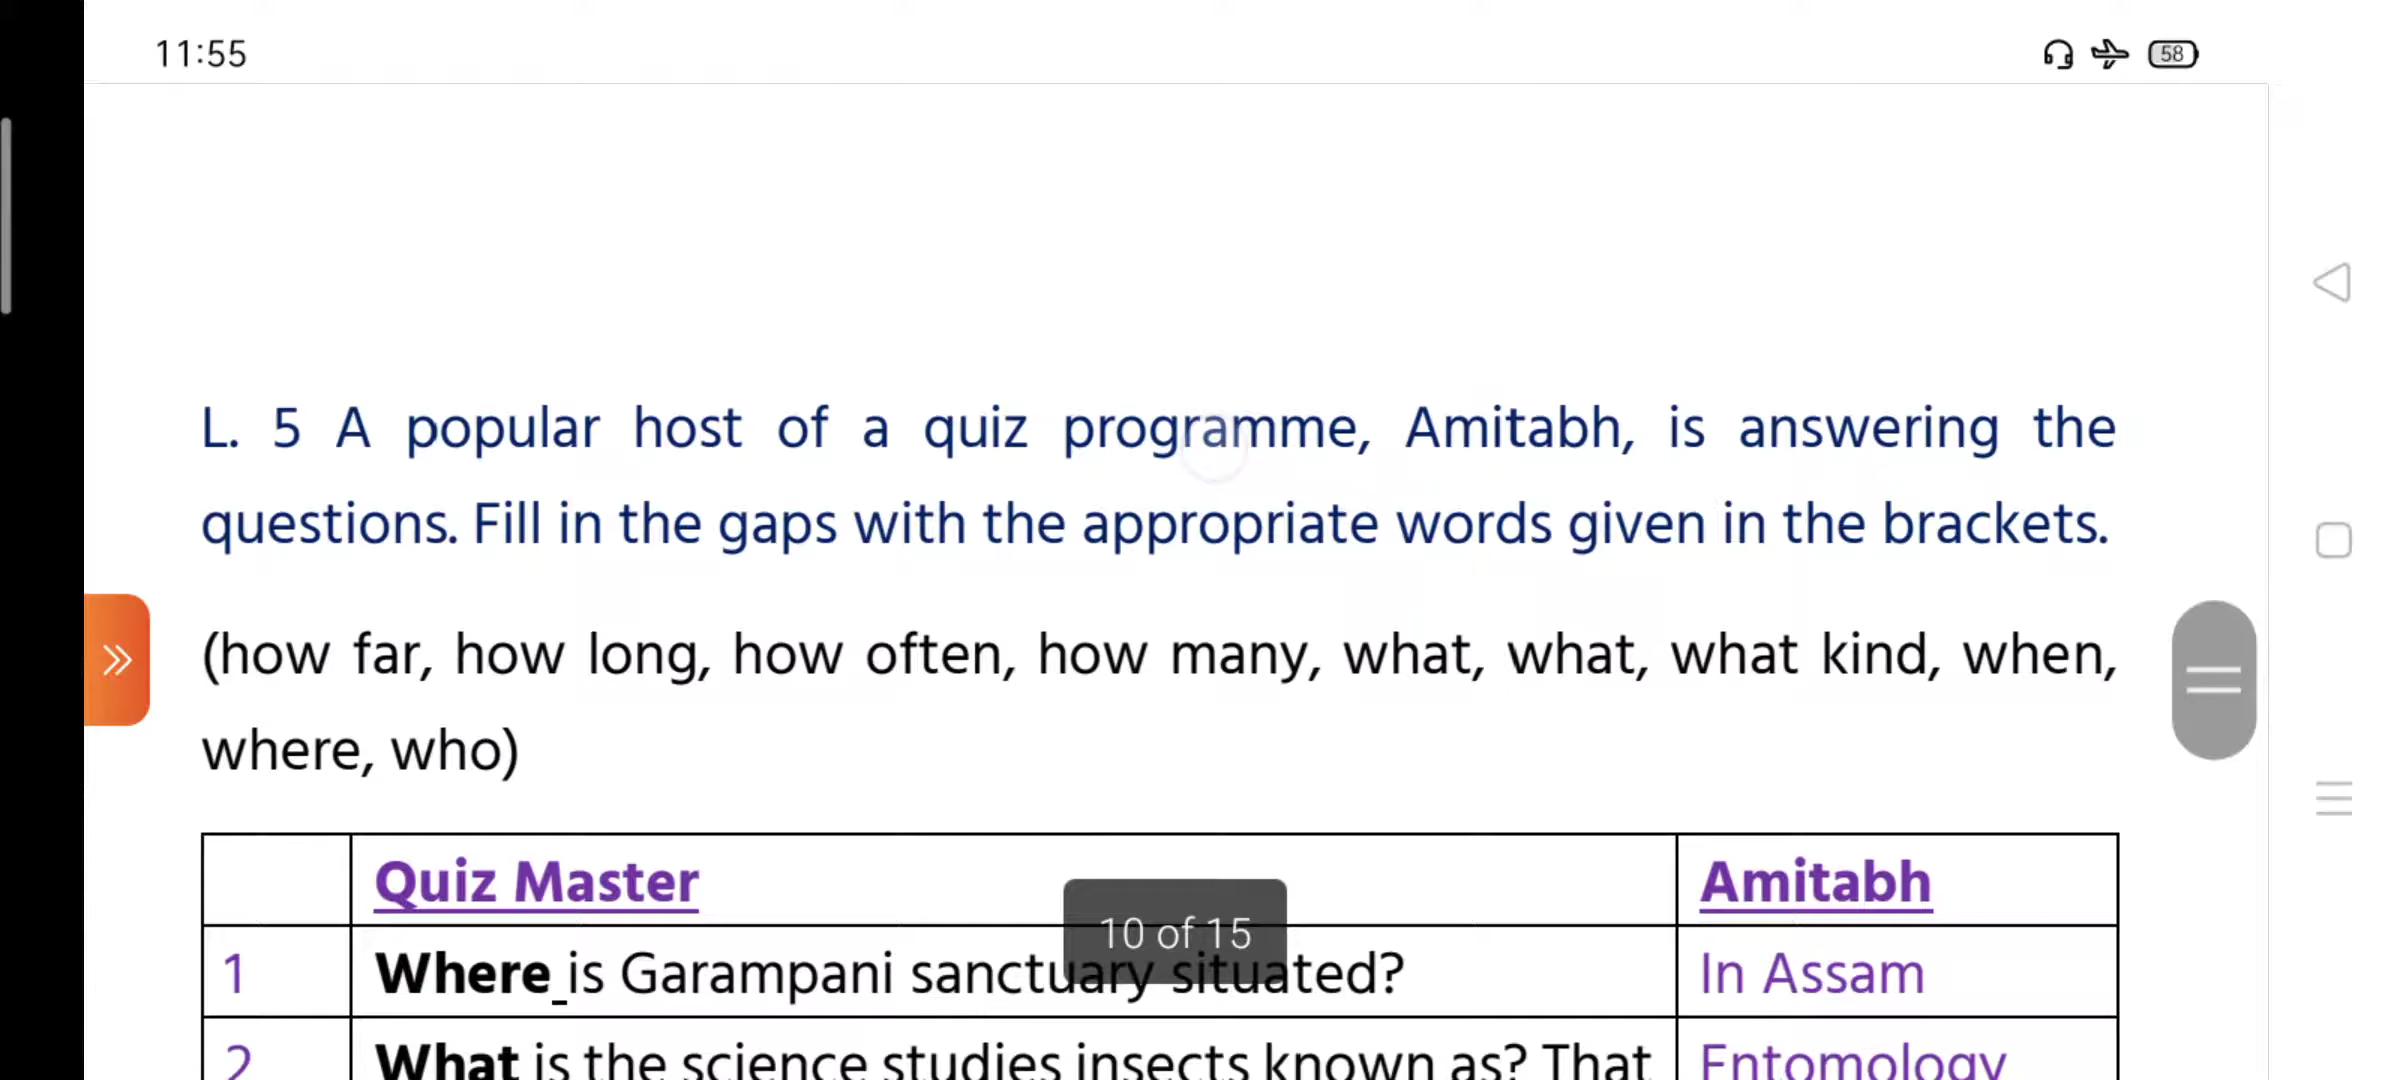 11:55
58
L. 5 A popular host of a quiz programme, Amitabh, is answering the
questions. Fill in the gaps with the appropriate words given in the brackets.
(how far, how long, how often, how many, what, what, what kind, when,
where, who)
Quiz Master Amitabh
10 of 15
1 Where is Garampani sanctuary situated? In Assam
2 What is the science studies insects known as? That Entomology